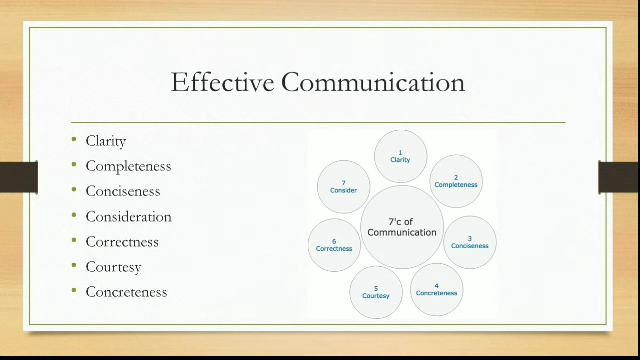 Effective Communication
Clarity
Completeness
Conciseness
Consideration
Correctness
Courtesy
Concreteness
7'c of
Communication
1
Clarity
2
Completeness
3
Conciseness
4
Concreteness
5
Courtesy
6
Correctness
7
Consider